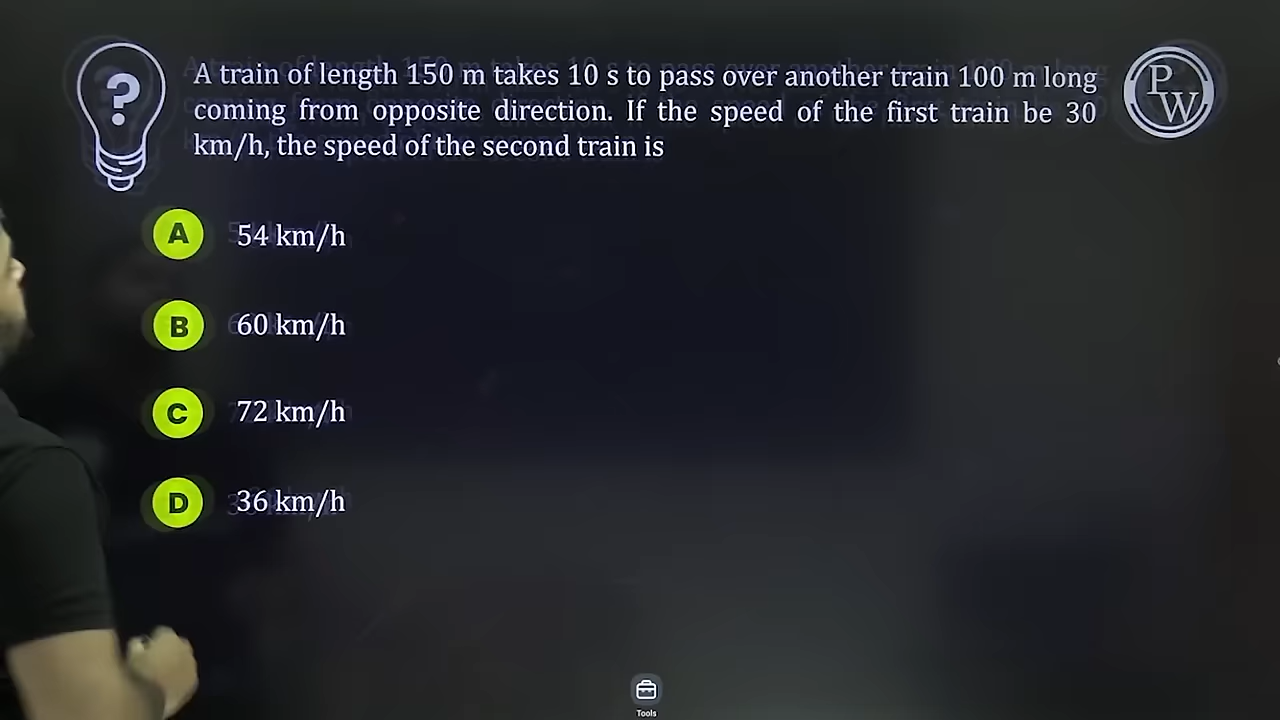 A train of length 150 m takes 10 s to pass over another train 100 m long
coming from opposite direction. If the speed of the first train be 30
km/h, the speed of the second train is
PW
A 54 km/h
B 60 km/h
C 72 km/h
D 36 km/h
Tools